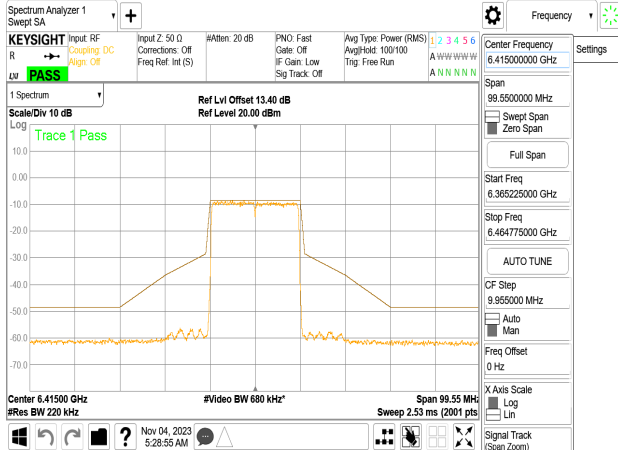 Spectrum Analyzer 1
Swept SA
Frequency
KEYSIGHT
R
LXI
PASS
Input: RF
Coupling: DC
Align: Off
Input Z: 50 Ω
Corrections: Off
Freq Ref: Int (S)
#Atten: 20 dB
PNO: Fast
Gate: Off
IF Gain: Low
Sig Track: Off
Avg Type: Power (RMS)
Avg|Hold: 100/100
Trig: Free Run
1 2 3 4 5 6
A W W W W W
A N N N N N
1 Spectrum
Scale/Div 10 dB
Ref Lvl Offset 13.40 dB
Ref Level 20.00 dBm
Log
Trace 1 Pass
10.0
0.00
-10.0
-20.0
-30.0
-40.0
-50.0
-60.0
-70.0
Center 6.41500 GHz
#Res BW 220 kHz
#Video BW 680 kHz*
Span 99.55 MHz
Sweep 2.53 ms (2001 pts
Nov 04, 2023
5:28:55 AM
Center Frequency
6.415000000 GHz
Settings
Span
99.5500000 MHz
Swept Span
Zero Span
Full Span
Start Freq
6.365225000 GHz
Stop Freq
6.464775000 GHz
AUTO TUNE
CF Step
9.955000 MHz
Auto
Man
Freq Offset
0 Hz
X Axis Scale
Log
Lin
Signal Track
(Span Zoom)